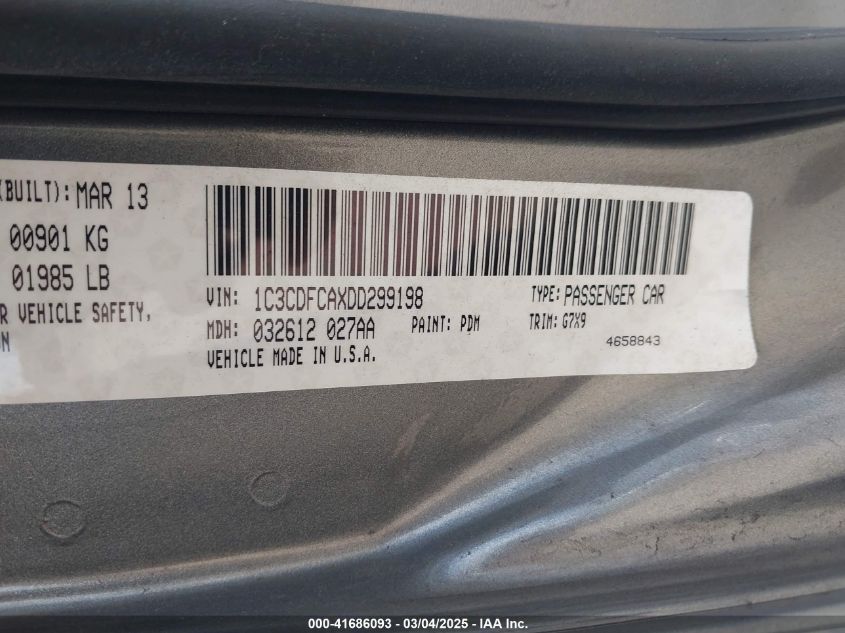 (BUILT): MAR 13
00901 KG
01985 LB
R VEHICLE SAFETY,
ON
VIN: 1C3CDFCAXDD299198 TYPE: PASSENGER CAR
MDH: 032612 027AA PAINT: PDM TRIM: G7X9
VEHICLE MADE IN U.S.A. 4658843
000-41686093 - 03/04/2025 - IAA Inc.